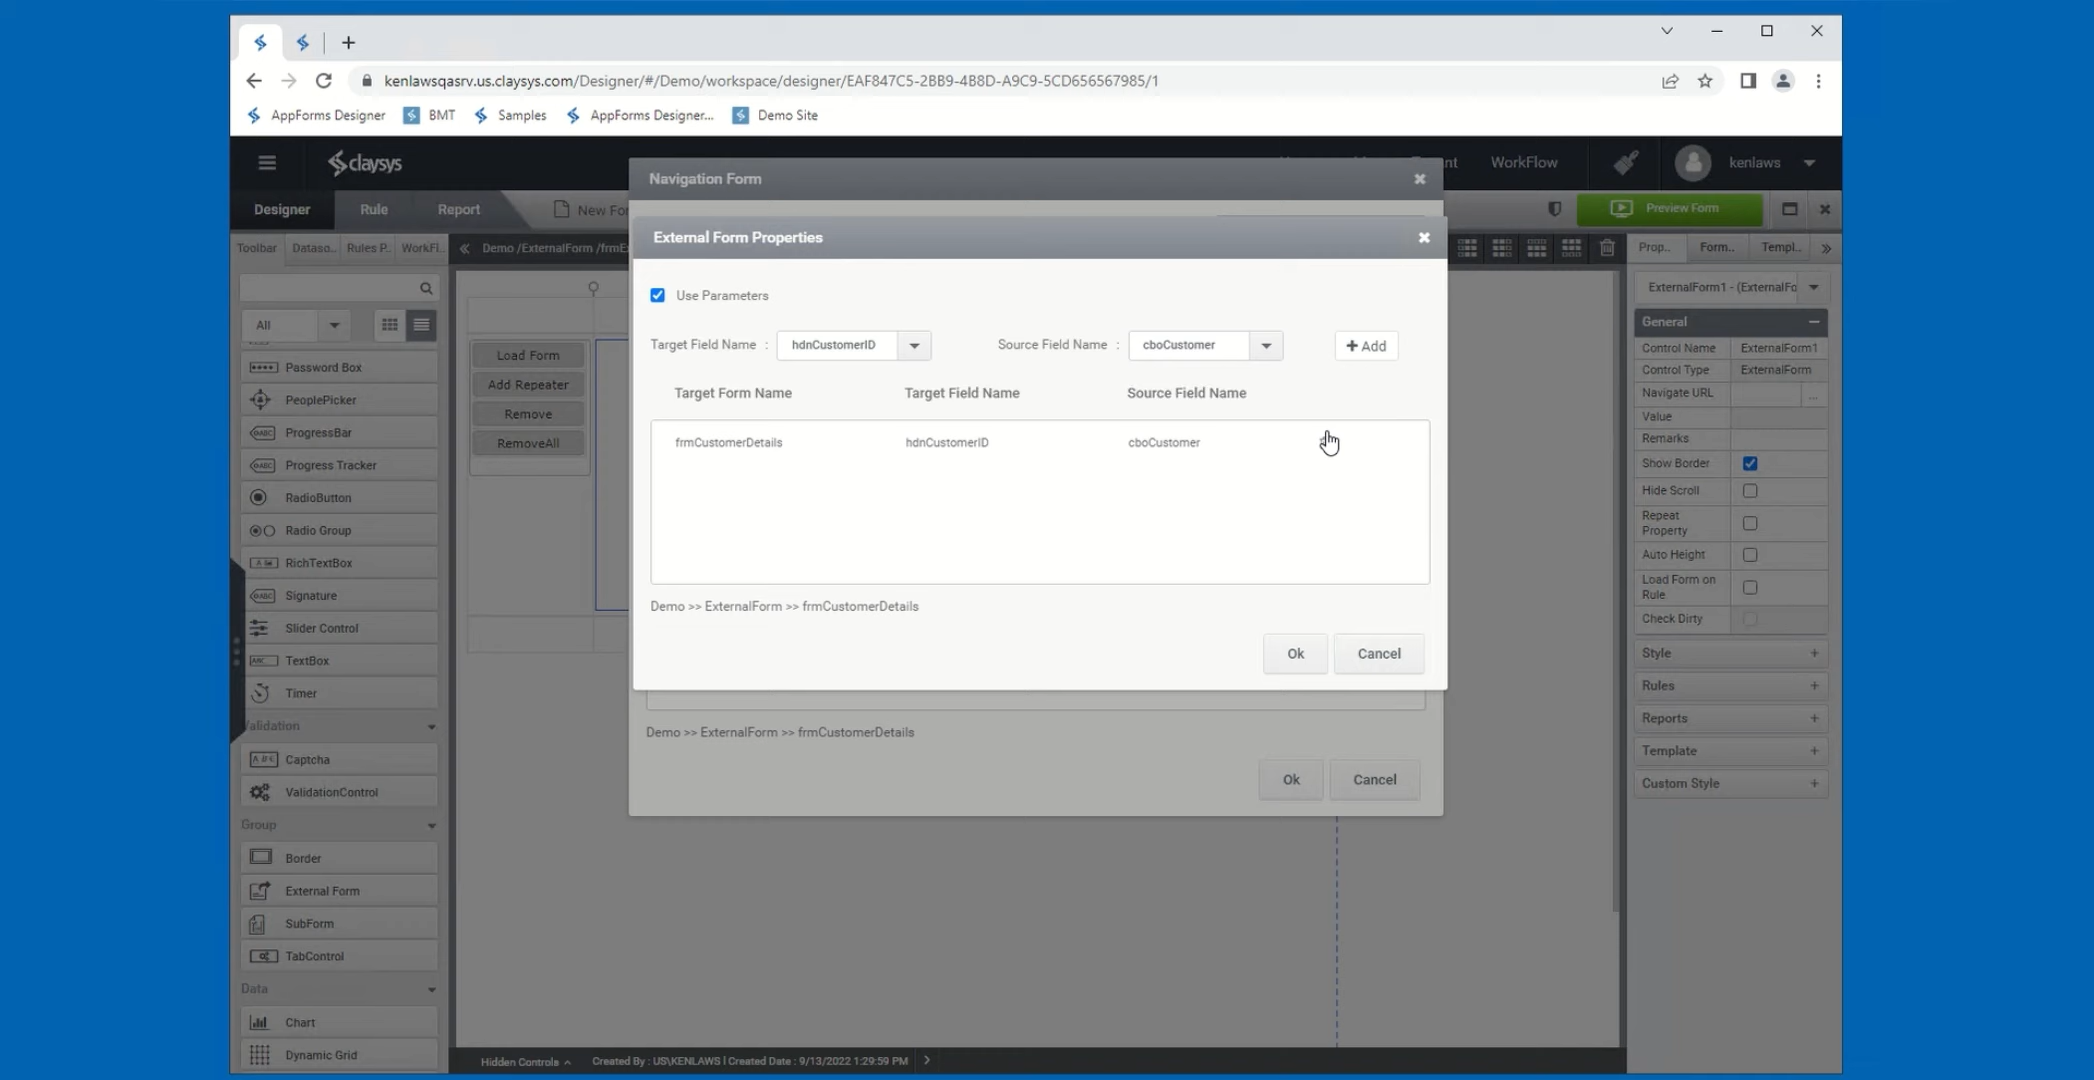 kenlawsqasrv.us.claysys.com/Designer/#/Demo/workspace/designer/EAF847C5-2BB9-4B8D-A9C9-5CD656567985/1
AppForms Designer BMT Samples AppForms Designer... Demo Site
claysys WorkFlow kenlaws
Navigation Form
Designer Rule Report New For Preview Form
Toolbar Dataso.. Rules P.. WorkFl.. Demo /ExternalForm /frmE Prop.. Form.. Templ..
External Form Properties
All
Password Box
PeoplePicker
ProgressBar
Progress Tracker
RadioButton
Radio Group
RichTextBox
Signature
Slider Control
TextBox
Timer
Validation
Captcha
ValidationControl
Group
Border
External Form
SubForm
TabControl
Data
Chart
Dynamic Grid
Load Form
Add Repeater
Remove
RemoveAll
Use Parameters
Target Field Name : hdnCustomerID Source Field Name : cboCustomer + Add
Target Form Name Target Field Name Source Field Name
frmCustomerDetails hdnCustomerID cboCustomer
Demo >> ExternalForm >> frmCustomerDetails
Ok Cancel
Demo >> ExternalForm >> frmCustomerDetails
Ok Cancel
ExternalForm1 - (ExternalFo
General
Control Name ExternalForm1
Control Type ExternalForm
Navigate URL ...
Value
Remarks
Show Border
Hide Scroll
Repeat
Property
Auto Height
Load Form on
Rule
Check Dirty
Style
Rules
Reports
Template
Custom Style
Hidden Controls Created By : US\KENLAWS | Created Date : 9/13/2022 1:29:59 PM